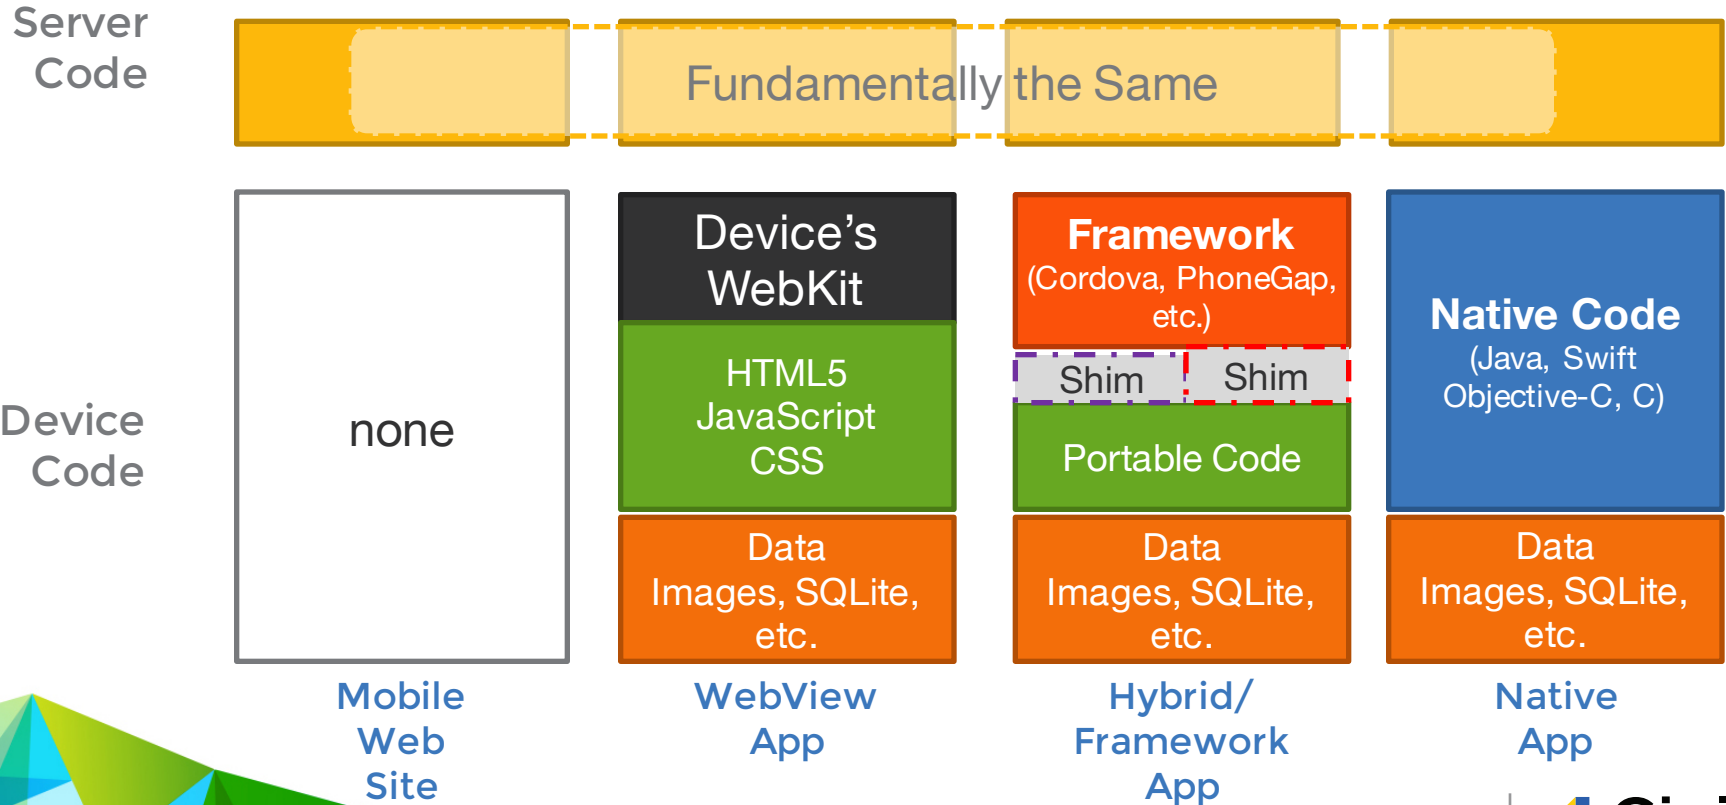 Server
Code
Fundamentally the Same
Device
Code
none
Device's
WebKit
HTML5
JavaScript
CSS
Data
Images, SQLite,
etc.
Framework
(Cordova, PhoneGap,
etc.)
Shim
Shim
Portable Code
Data
Images, SQLite,
etc.
Native Code
(Java, Swift
Objective-C, C)
Data
Images, SQLite,
etc.
Mobile
Web
Site
WebView
App
Hybrid/
Framework
App
Native
App